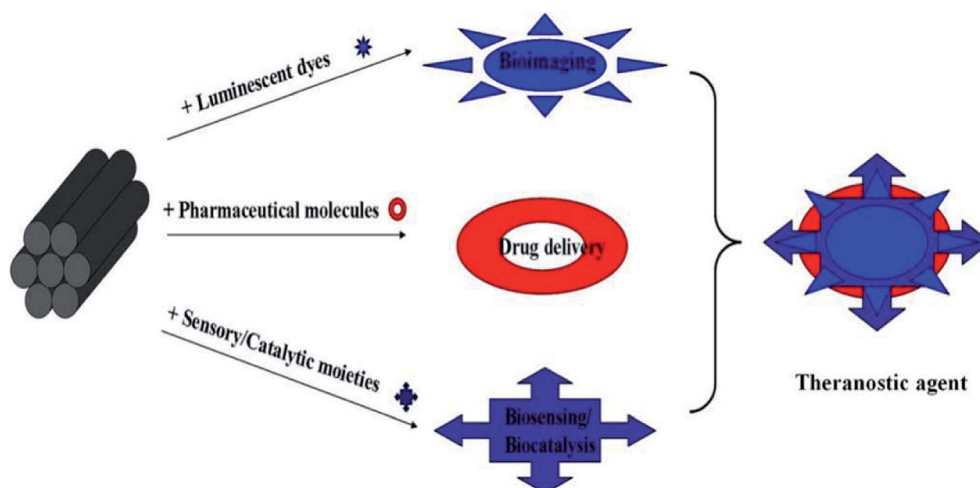 + Luminescent dyes
Bioimaging
+ Pharmaceutical molecules
Drug delivery
+ Sensory/Catalytic moieties
Biosensing/
Biocatalysis
Theranostic agent